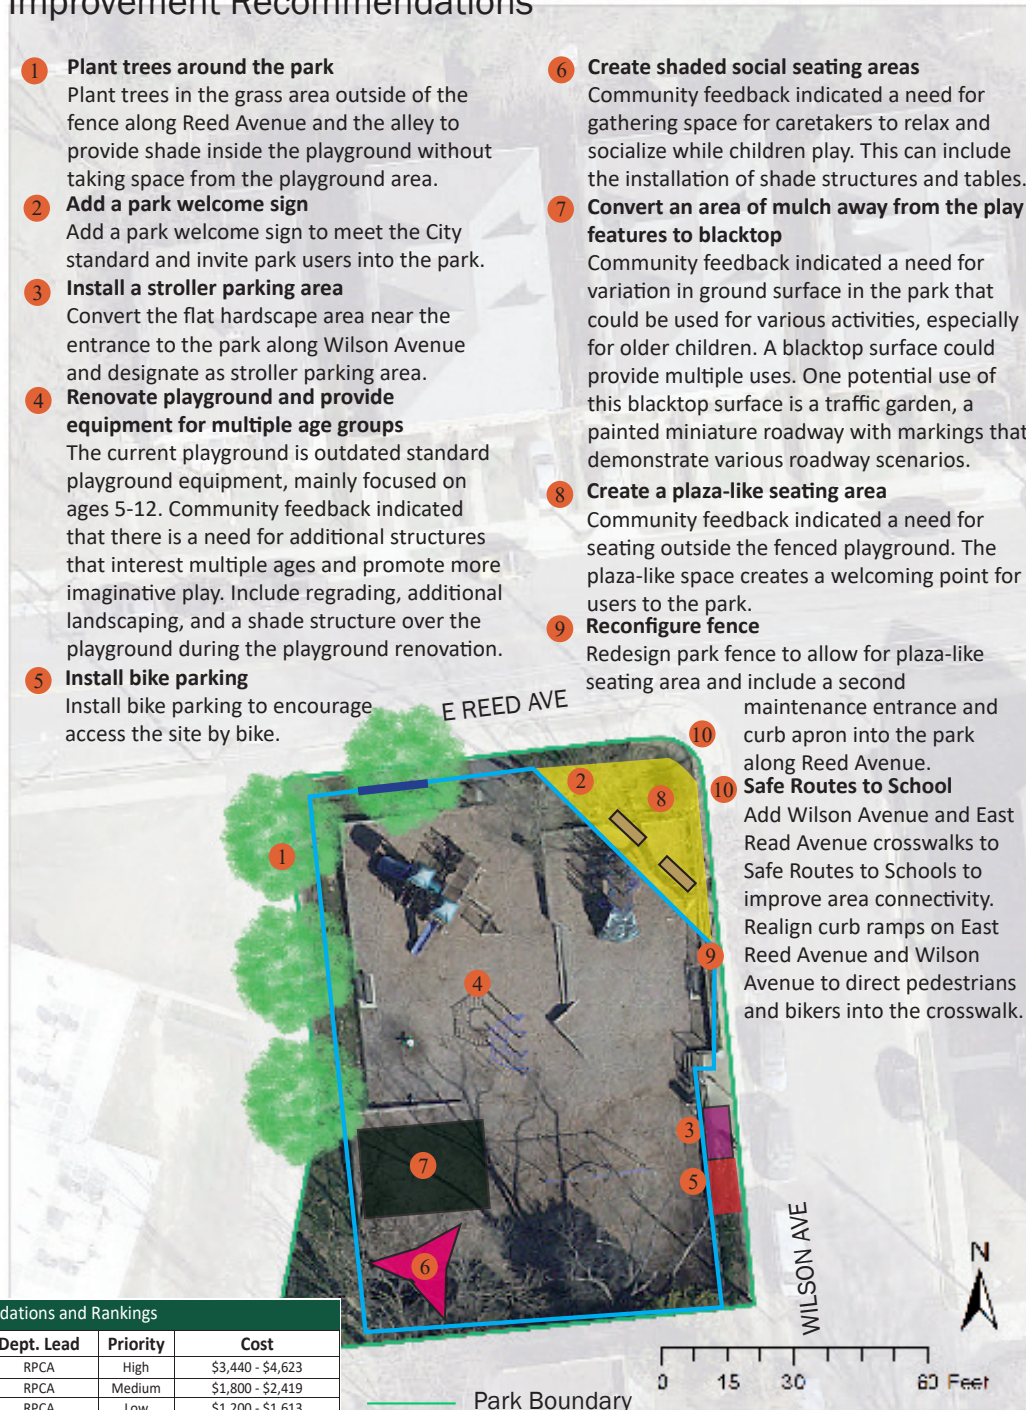 Improvement Recommendations
1 Plant trees around the park
Plant trees in the grass area outside of the
fence along Reed Avenue and the alley to
provide shade inside the playground without
taking space from the playground area.
2 Add a park welcome sign
Add a park welcome sign to meet the City
standard and invite park users into the park.
3 Install a stroller parking area
Convert the flat hardscape area near the
entrance to the park along Wilson Avenue
and designate as stroller parking area.
4 Renovate playground and provide
equipment for multiple age groups
The current playground is outdated standard
playground equipment, mainly focused on
ages 5-12. Community feedback indicated
that there is a need for additional structures
that interest multiple ages and promote more
imaginative play. Include regrading, additional
landscaping, and a shade structure over the
playground during the playground renovation.
5 Install bike parking
Install bike parking to encourage
access the site by bike.
6 Create shaded social seating areas
Community feedback indicated a need for
gathering space for caretakers to relax and
socialize while children play. This can include
the installation of shade structures and tables.
7 Convert an area of mulch away from the play
features to blacktop
Community feedback indicated a need for
variation in ground surface in the park that
could be used for various activities, especially
for older children. A blacktop surface could
provide multiple uses. One potential use of
this blacktop surface is a traffic garden, a
painted miniature roadway with markings that
demonstrate various roadway scenarios.
8 Create a plaza-like seating area
Community feedback indicated a need for
seating outside the fenced playground. The
plaza-like space creates a welcoming point for
users to the park.
9 Reconfigure fence
Redesign park fence to allow for plaza-like
seating area and include a second
maintenance entrance and
curb apron into the park
along Reed Avenue.
10 Safe Routes to School
Add Wilson Avenue and East
Read Avenue crosswalks to
Safe Routes to Schools to
improve area connectivity.
Realign curb ramps on East
Reed Avenue and Wilson
Avenue to direct pedestrians
and bikers into the crosswalk.
E REED AVE
10
2
8
1
9
4
3
7
5
6
WILSON AVE
N
0 15 30 60 Feet
Park Boundary
dations and Rankings
Dept. Lead Priority Cost
RPCA High $3,440 - $4,623
RPCA Medium $1,800 - $2,419
RPCA Low $1,200 - $1,613